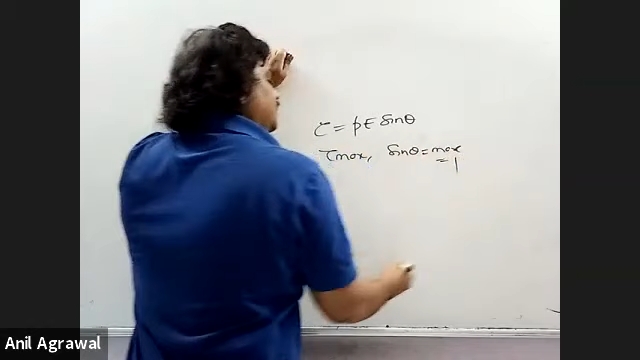 τ = pE sinθ
τmax, sinθ = max
= 1
Anil Agrawal